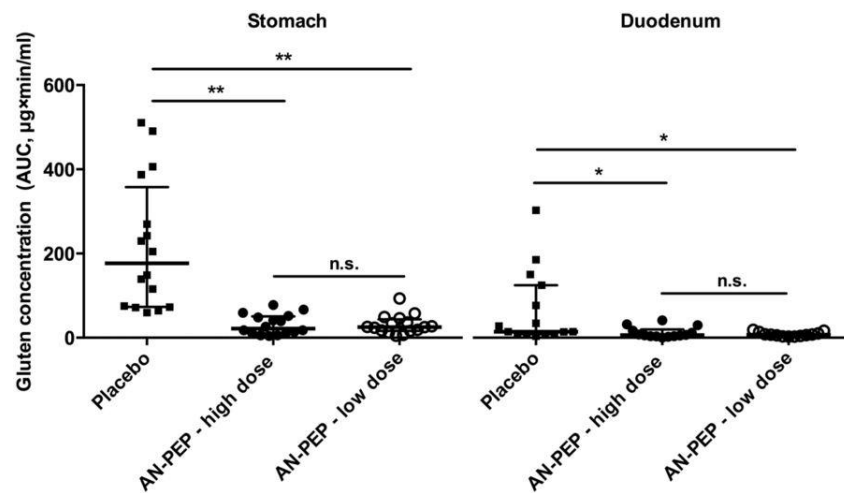 Stomach
Duodenum
Gluten concentration (AUC, µg×min/ml)
600
400
200
0
**
**
n.s.
*
*
n.s.
Placebo
AN-PEP - high dose
AN-PEP - low dose
Placebo
AN-PEP - high dose
AN-PEP - low dose